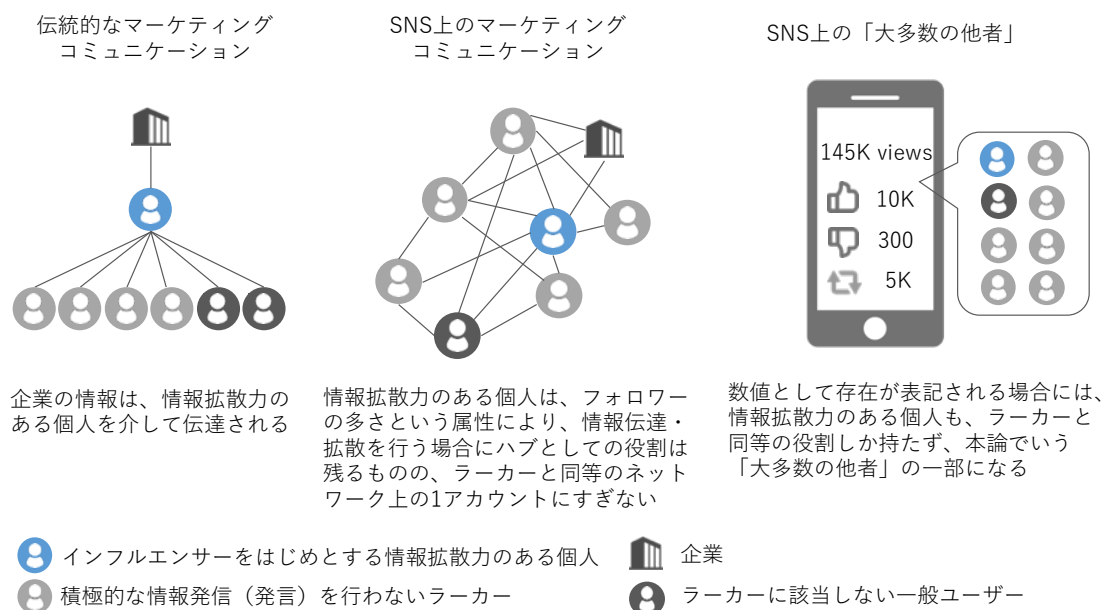 伝統的なマーケティング
コミュニケーション
SNS上のマーケティング
コミュニケーション
SNS上の「大多数の他者」
145K views
10K
300
5K
企業の情報は、情報拡散力の
ある個人を介して伝達される
情報拡散力のある個人は、フォロワー
の多さという属性により、情報伝達・
拡散を行う場合にハブとしての役割は
残るものの、ラーカーと同等のネット
ワーク上の1アカウントにすぎない
数値として存在が表記される場合には、
情報拡散力のある個人も、ラーカーと
同等の役割しか持たず、本論でいう
「大多数の他者」の一部になる
インフルエンサーをはじめとする情報拡散力のある個人
企業
積極的な情報発信（発言）を行わないラーカー
ラーカーに該当しない一般ユーザー